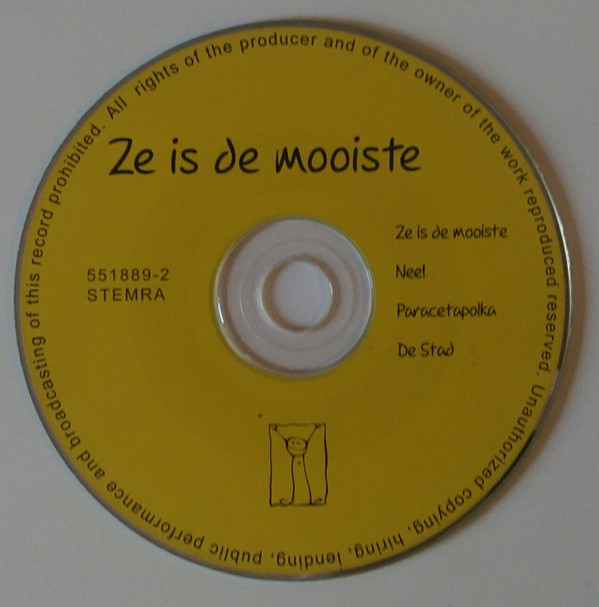 Ze is de mooiste
551889-2
STEMRA
Ze is de mooiste
Nee!
Paracetapolka
De Stad
All rights of the producer and of the owner of the work reproduced reserved. Unauthorized copying, hiring, lending, public performance and broadcasting of this record prohibited.